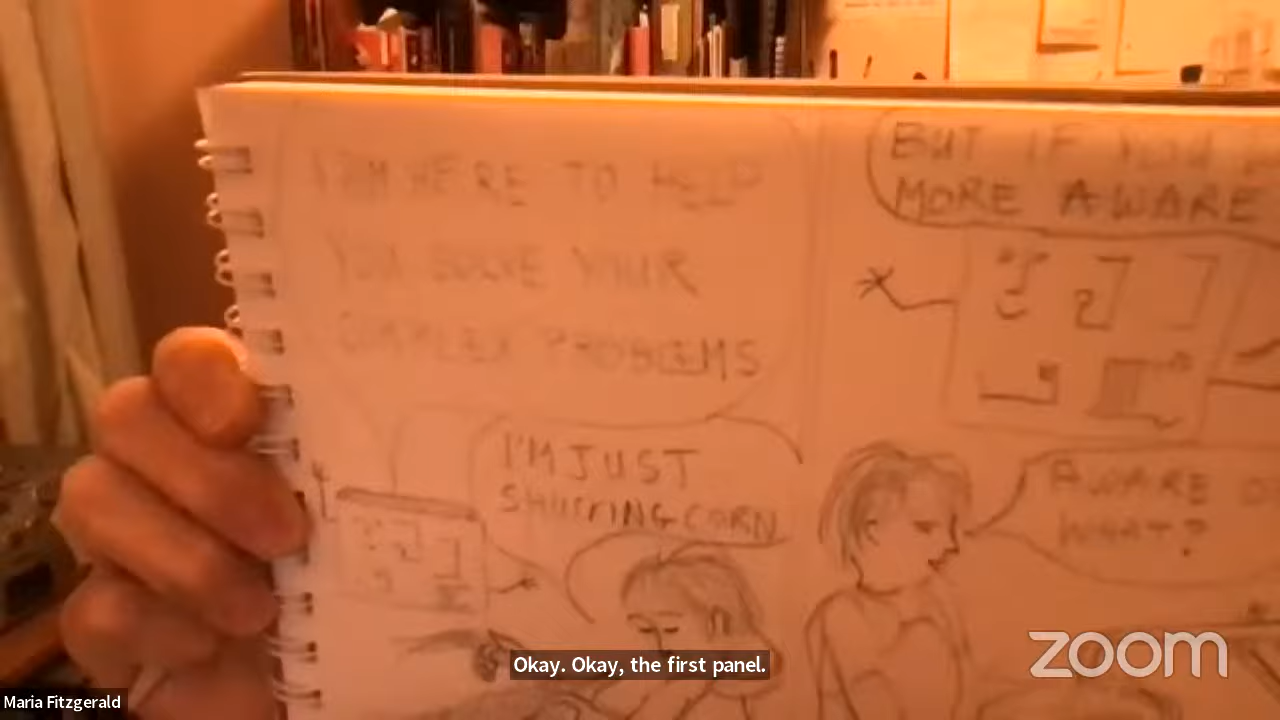 I AM HERE TO HELP
YOU SOLVE YOUR
COMPLEX PROBLEMS
I'M JUST
SHUCKING CORN
BUT IF YOU
MORE AWARE
AWARE
WHAT?
Okay. Okay, the first panel.
Maria Fitzgerald
zoom